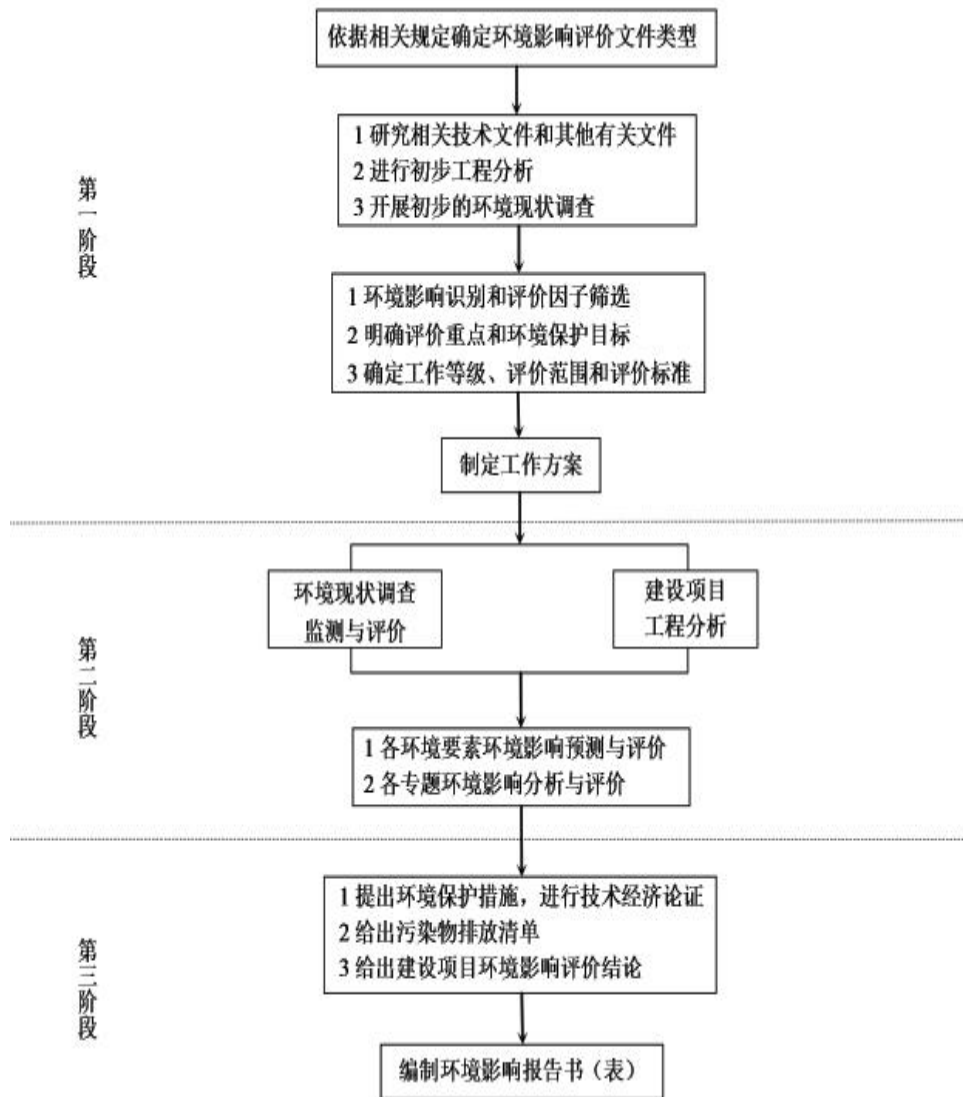 依据相关规定确定环境影响评价文件类型
1 研究相关技术文件和其他有关文件
2 进行初步工程分析
3 开展初步的环境现状调查
第一阶段
1 环境影响识别和评价因子筛选
2 明确评价重点和环境保护目标
3 确定工作等级、评价范围和评价标准
制定工作方案
环境现状调查
监测与评价
建设项目
工程分析
第二阶段
1 各环境要素环境影响预测与评价
2 各专题环境影响分析与评价
1 提出环境保护措施，进行技术经济论证
2 给出污染物排放清单
3 给出建设项目环境影响评价结论
第三阶段
编制环境影响报告书（表）